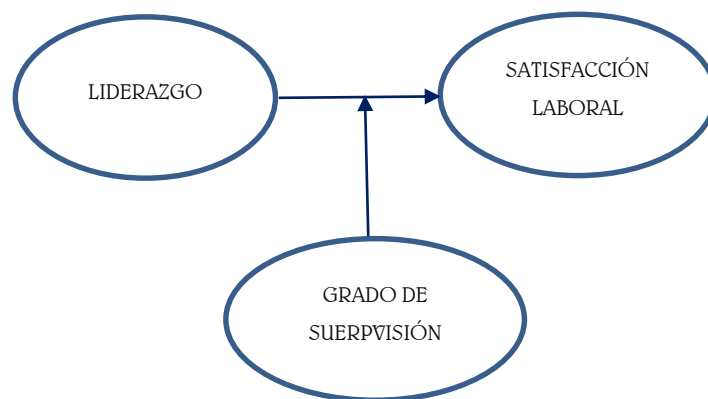 LIDERAZGO
SATISFACCIÓN
LABORAL
GRADO DE
SUERPVISIÓN